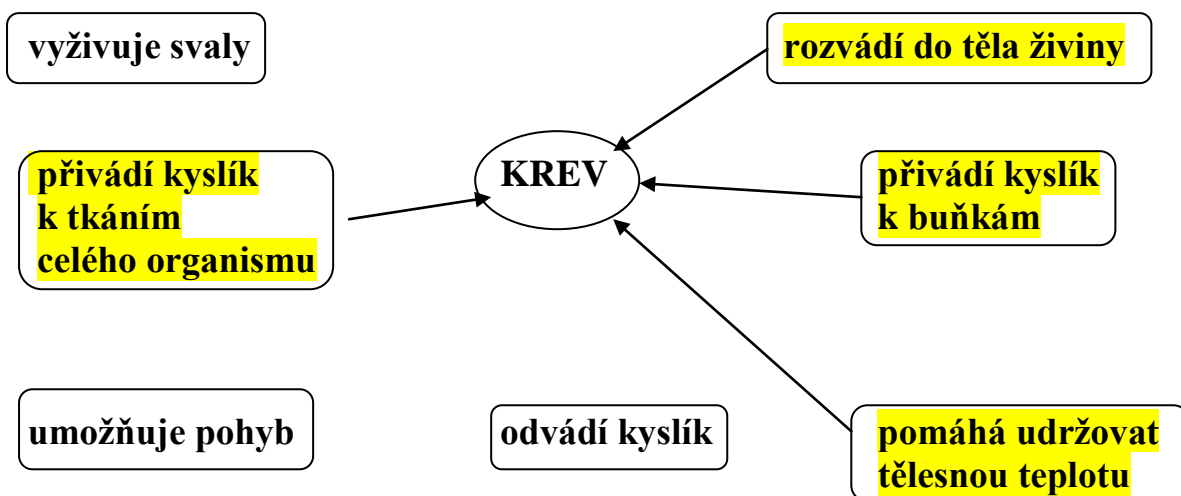 vyživuje svaly
rozvádí do těla živiny
přivádí kyslík
k tkáním
celého organismu
KREV
přivádí kyslík
k buňkám
umožňuje pohyb
odvádí kyslík
pomáhá udržovat
tělesnou teplotu